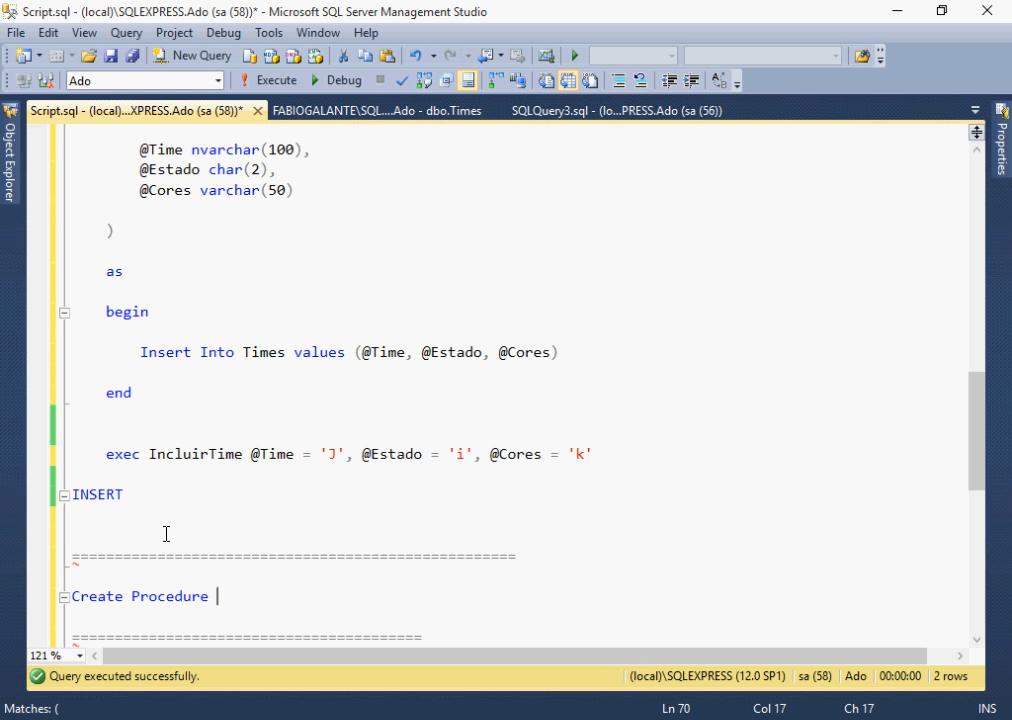 Script.sql - (local)\SQLEXPRESS.Ado (sa (58))* - Microsoft SQL Server Management Studio
File Edit View Query Project Debug Tools Window Help
New Query
Ado Execute Debug
Script.sql - (local)...XPRESS.Ado (sa (58))* FABIOGALANTE\SQL....Ado - dbo.Times SQLQuery3.sql - (lo...PRESS.Ado (sa (56))
Object Explorer
Properties
@Time nvarchar(100),
@Estado char(2),
@Cores varchar(50)
)
as
begin
Insert Into Times values (@Time, @Estado, @Cores)
end
exec IncluirTime @Time = 'J', @Estado = 'i', @Cores = 'k'
INSERT
====================================================
Create Procedure
=========================================
121 %
Query executed successfully. (local)\SQLEXPRESS (12.0 SP1) sa (58) Ado 00:00:00 2 rows
Matches: ( Ln 70 Col 17 Ch 17 INS